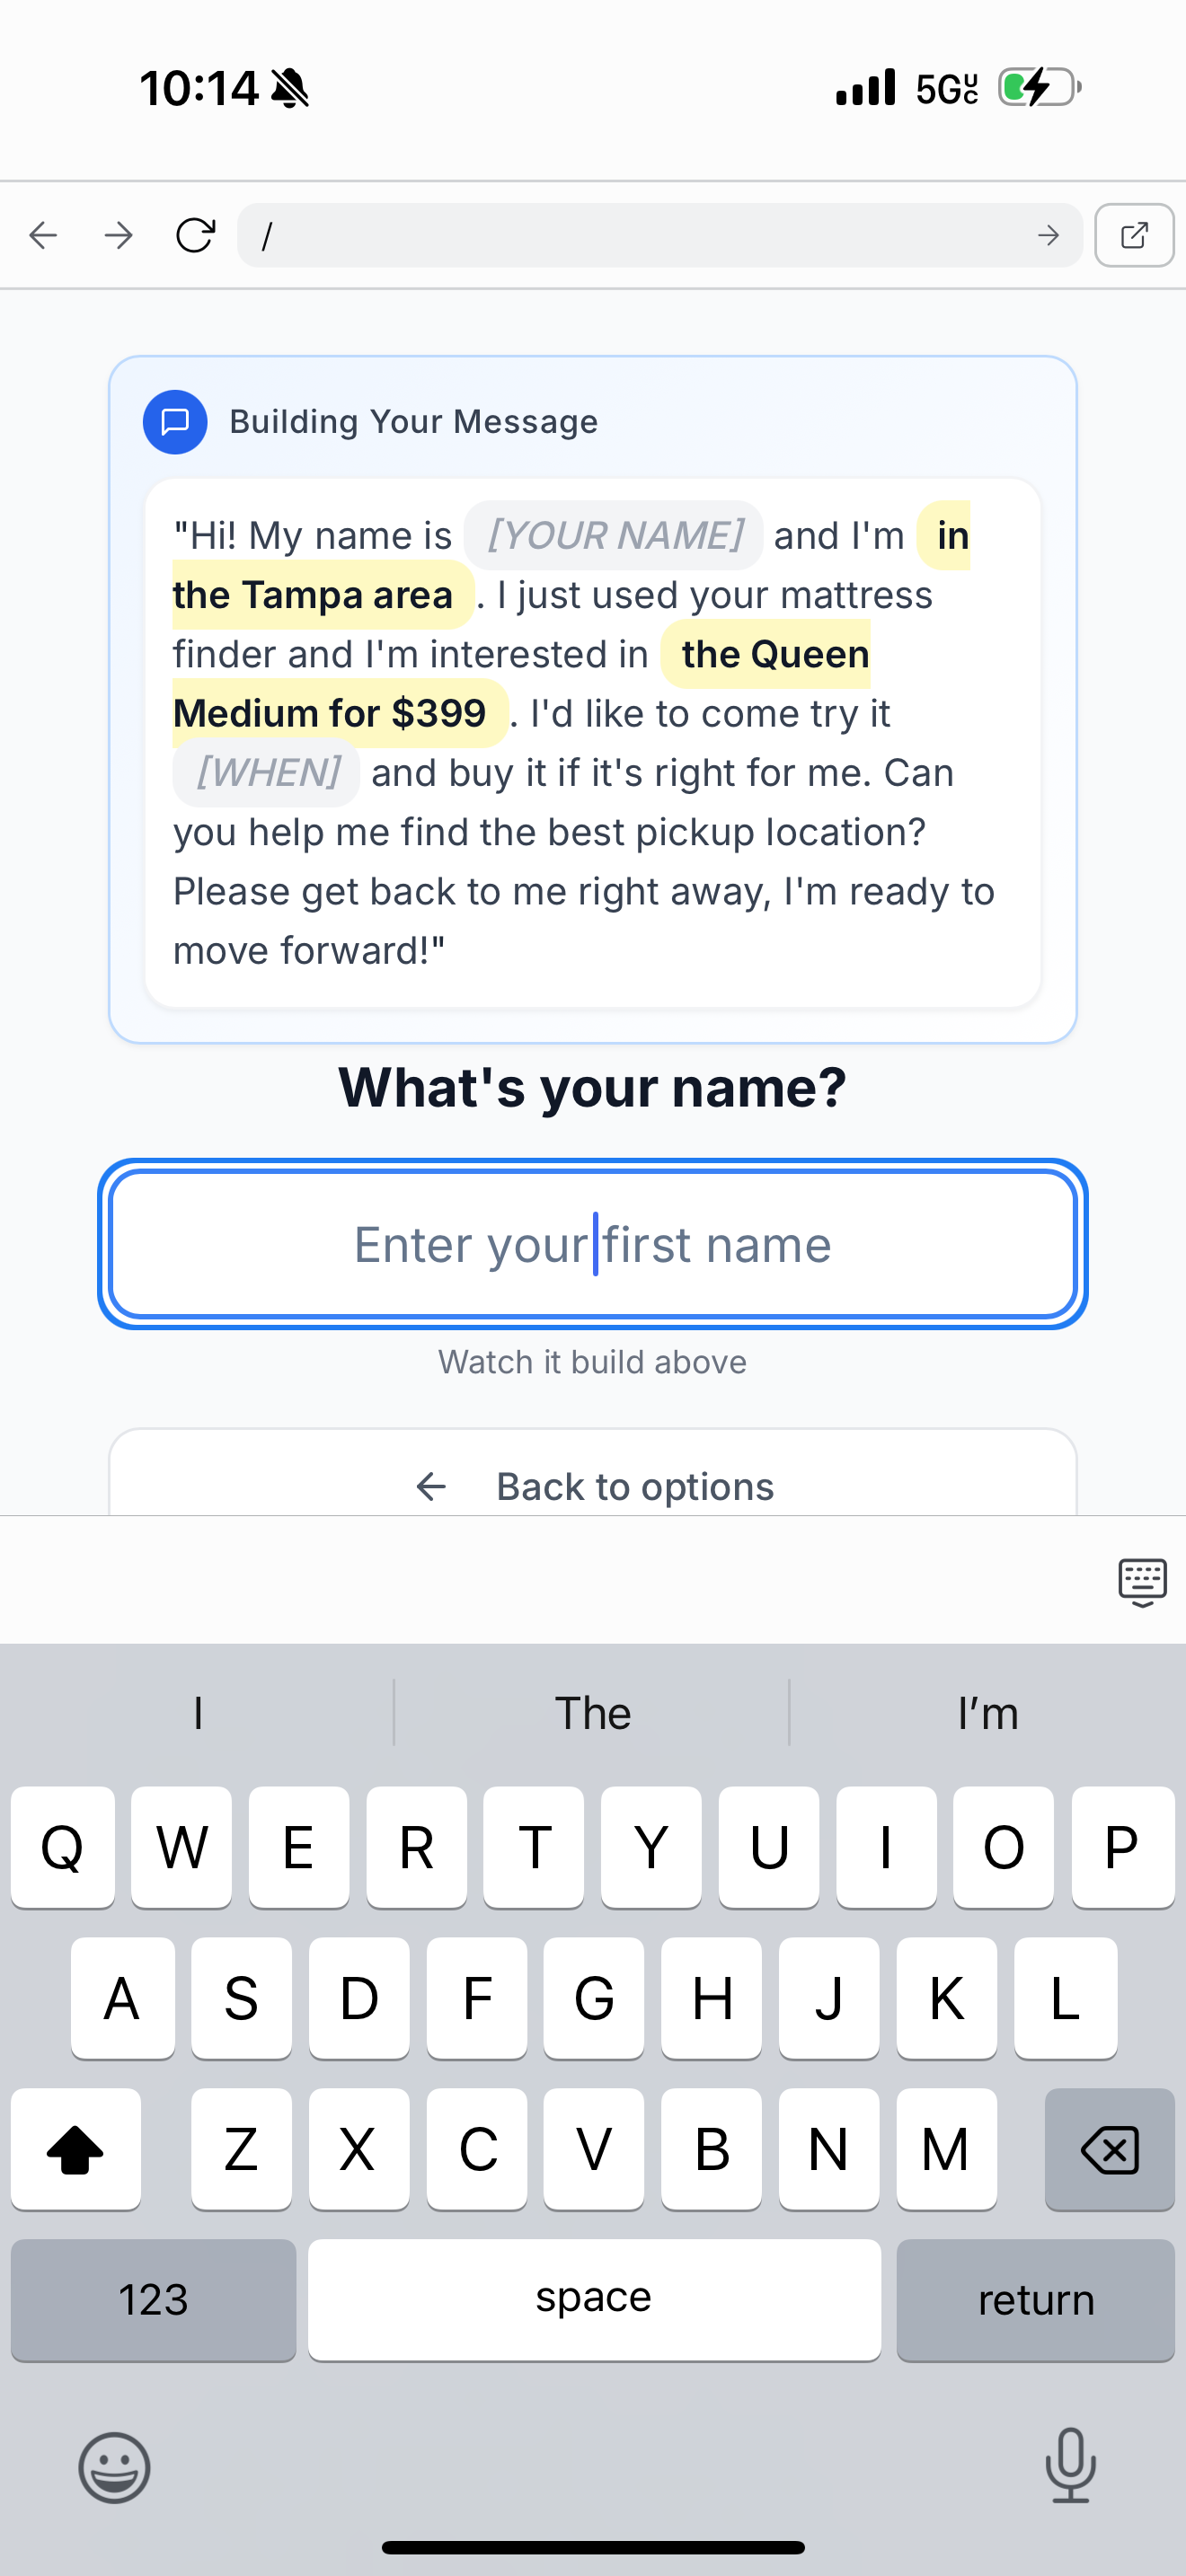 10:14
5GUC
/
Building Your Message
"Hi! My name is [YOUR NAME] and I'm in
the Tampa area . I just used your mattress
finder and I'm interested in the Queen
Medium for $399 . I'd like to come try it
[WHEN] and buy it if it's right for me. Can
you help me find the best pickup location?
Please get back to me right away, I'm ready to
move forward!"
What's your name?
Enter your first name
Watch it build above
Back to options
I The I’m
Q W E R T Y U I O P
A S D F G H J K L
Z X C V B N M
123 space return